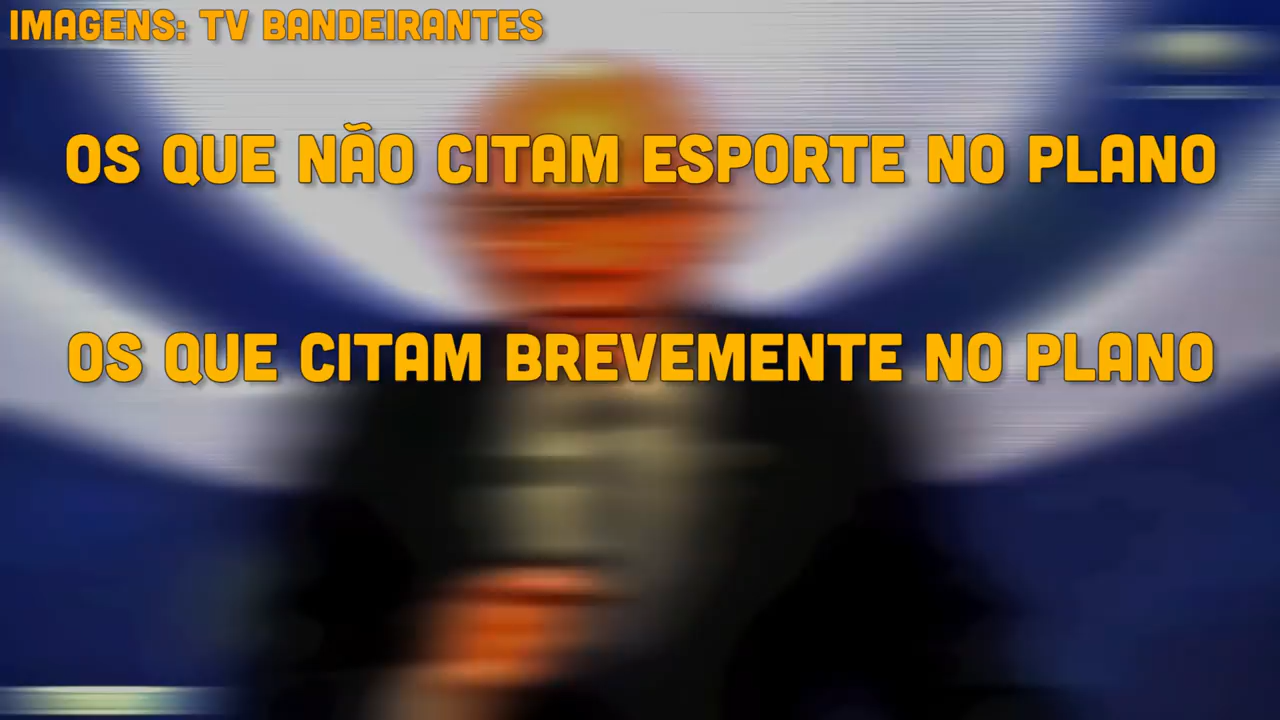 IMAGENS: TV BANDEIRANTES
OS QUE NÃO CITAM ESPORTE NO PLANO
OS QUE CITAM BREVEMENTE NO PLANO